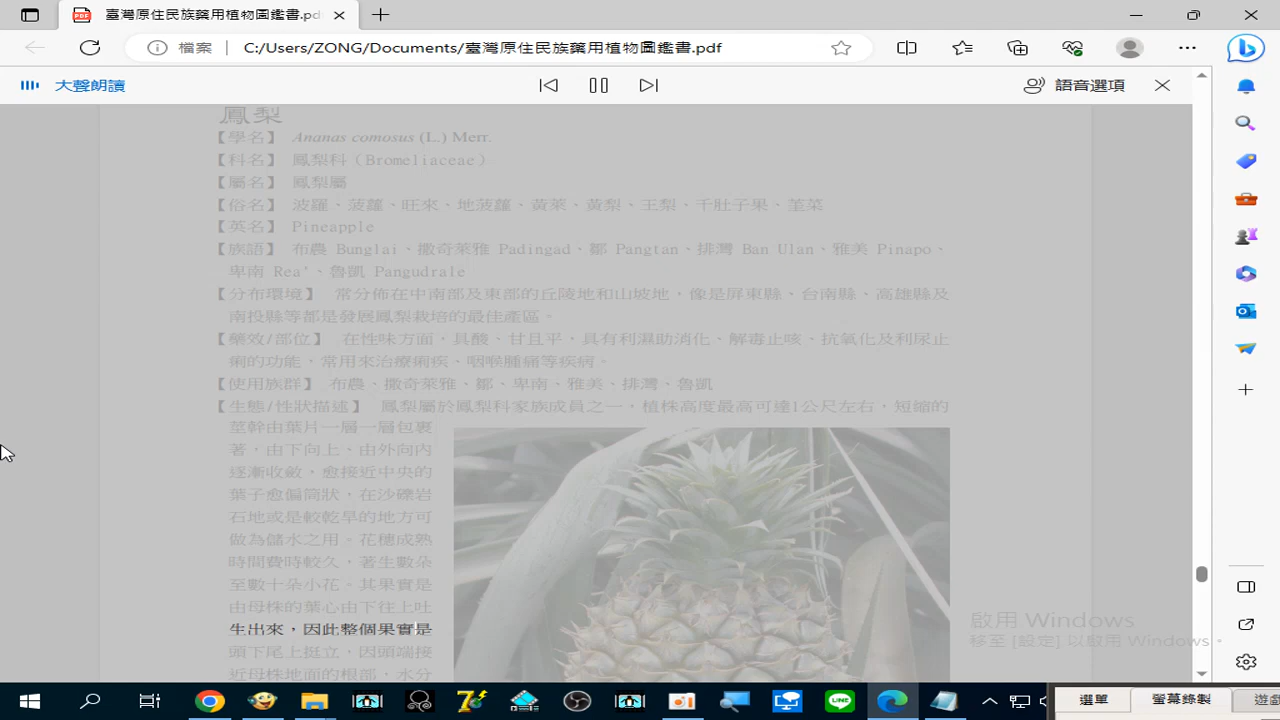 臺灣原住民族藥用植物圖鑑書.pdf
檔案
C:/Users/ZONG/Documents/臺灣原住民族藥用植物圖鑑書.pdf
大聲朗讀
語音選項
鳳梨
【學名】 Ananas comosus (L.) Merr.
【科名】 鳳梨科（Bromeliaceae）
【屬名】 鳳梨屬
【俗名】 波羅、菠蘿、旺來、地菠蘿、黃萊、黃梨、王梨、千肚子果、䓝菜
【英名】 Pineapple
【族語】 布農 Bunglai、撒奇萊雅 Padingad、鄒 Pangtan、排灣 Ban Ulan、雅美 Pinapo、
卑南 Rea'、魯凱 Pangudrale
【分布環境】 常分佈在中南部及東部的丘陵地和山坡地，像是屏東縣、台南縣、高雄縣及
南投縣等都是發展鳳梨栽培的最佳產區。
【藥效/部位】 在性味方面，具酸、甘且平，具有利濕助消化、解毒止咳、抗氧化及利尿止
痢的功能，常用來治療痢疾、咽喉腫痛等疾病。
【使用族群】 布農、撒奇萊雅、鄒、卑南、雅美、排灣、魯凱
【生態/性狀描述】 鳳梨屬於鳳梨科家族成員之一，植株高度最高可達1公尺左右，短縮的
莖幹由葉片一層一層包裹
著，由下向上、由外向內
逐漸收斂，愈接近中央的
葉子愈偏筒狀，在沙礫岩
石地或是較乾旱的地方可
做為儲水之用。花穗成熟
時間費時較久，著生數朵
至數十朵小花。其果實是
由母株的葉心由下往上吐
生出來，因此整個果實是
頭下尾上挺立，因頭端接
近母株地面的根部，水分
啟用 Windows
移至 [設定] 以啟用 Windows。
選單
螢幕錄製